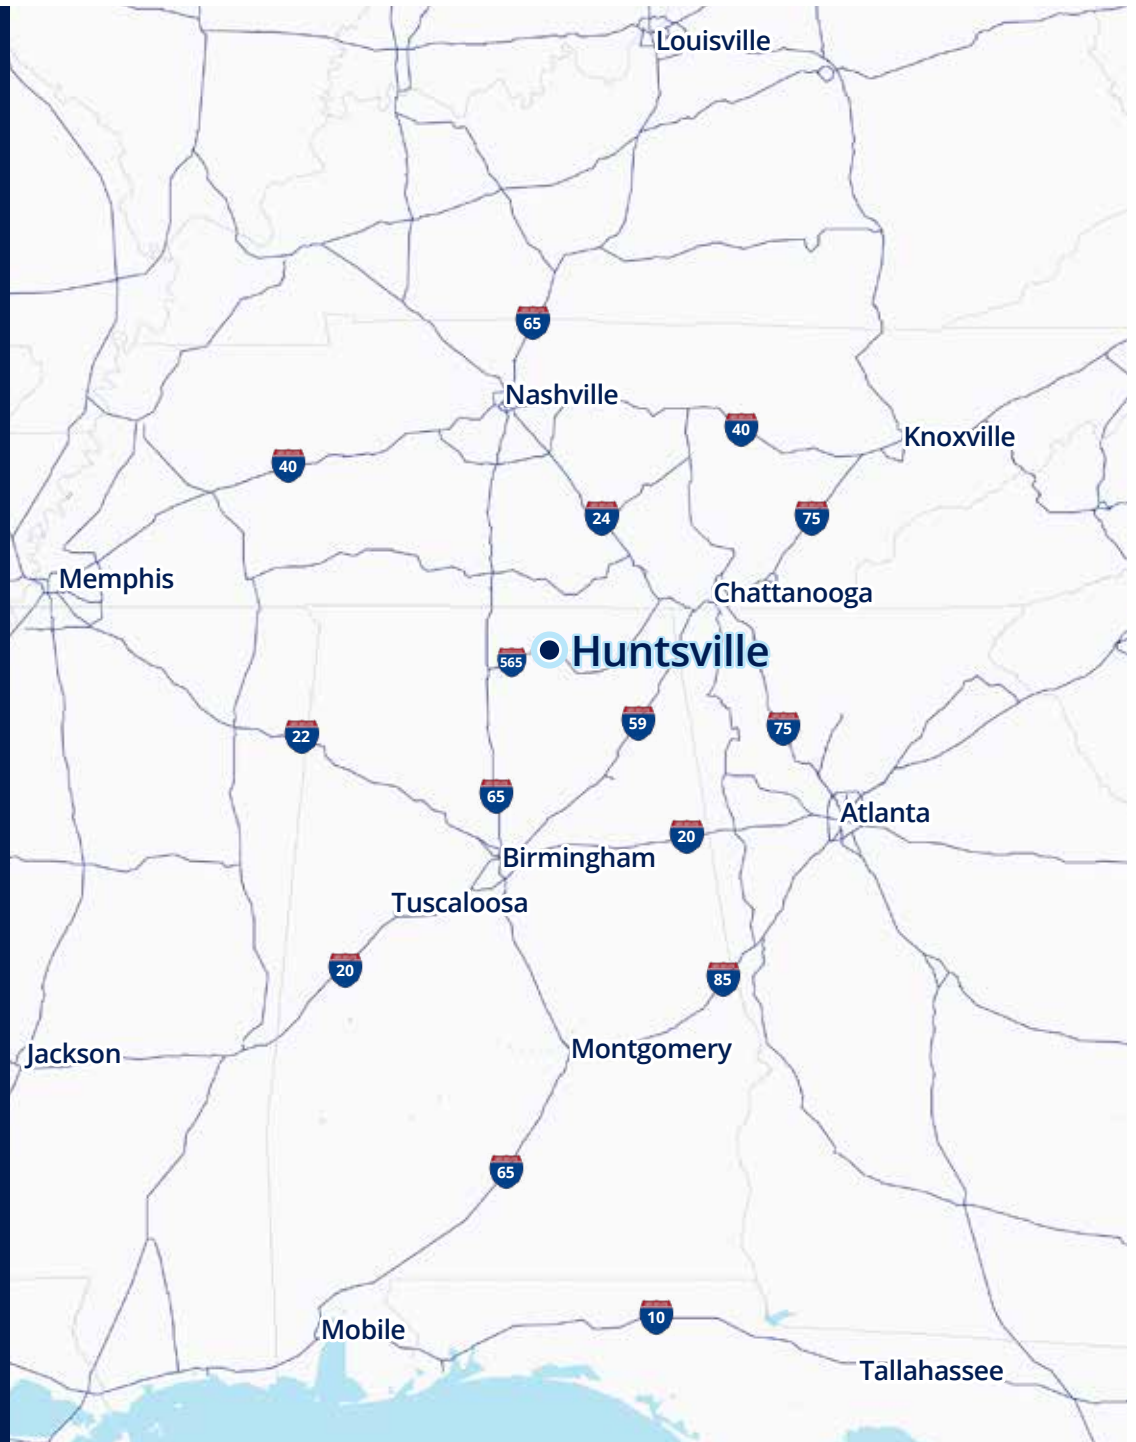 Louisville
65
Nashville
40
Knoxville
40
24
75
Memphis
Chattanooga
565
Huntsville
59
75
22
65
Atlanta
20
Birmingham
Tuscaloosa
20
85
Jackson
Montgomery
65
10
Mobile
Tallahassee